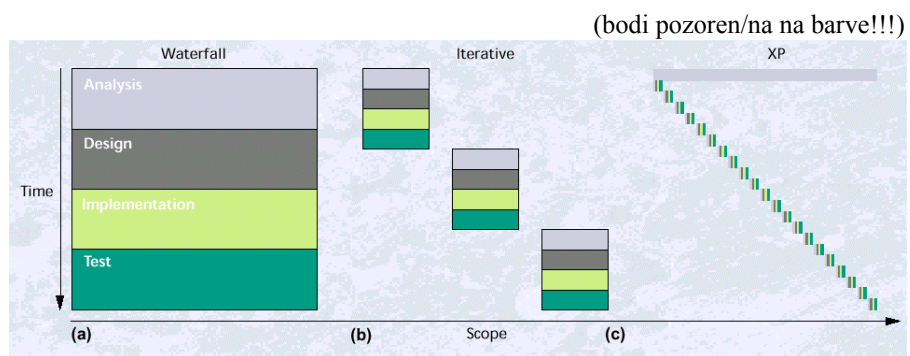 (bodi pozoren/na na barve!!!)
Waterfall Iterative XP
Analysis
Design
Time
Implementation
Test
(a) (b) Scope (c)